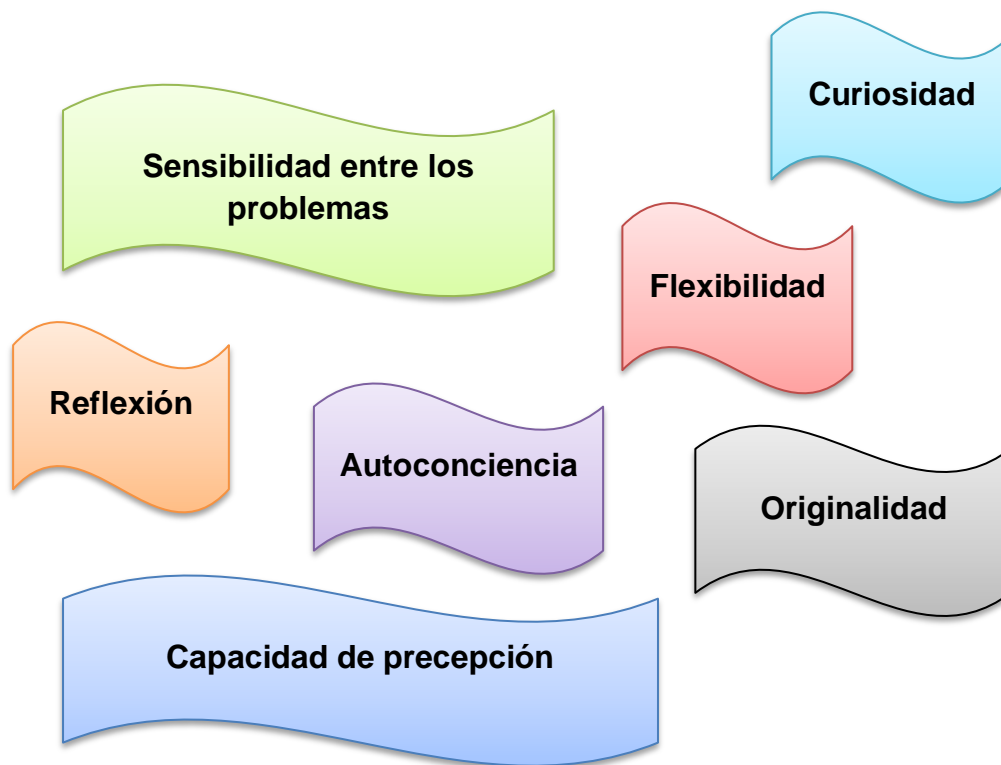 Curiosidad
Sensibilidad entre los
problemas
Flexibilidad
Reflexión
Autoconciencia
Originalidad
Capacidad de precepción